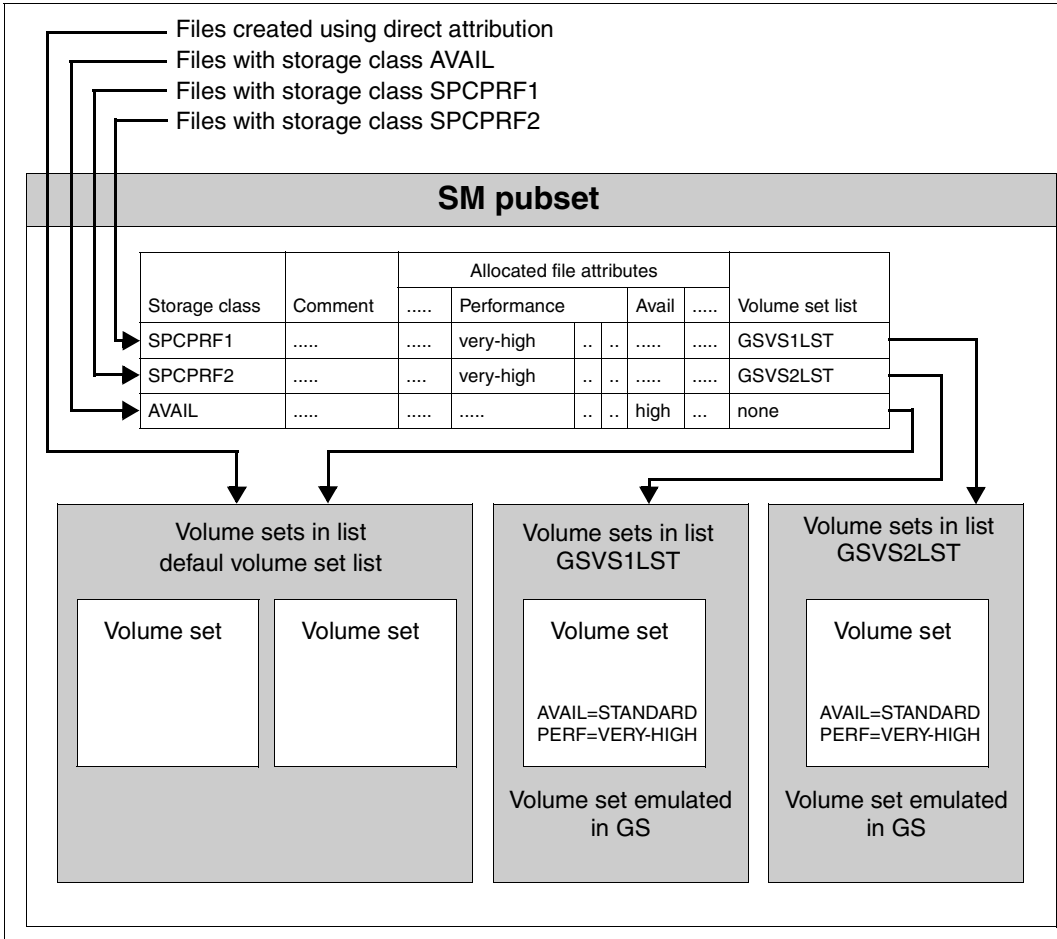 Files created using direct attribution
Files with storage class AVAIL
Files with storage class SPCPRF1
Files with storage class SPCPRF2
SM pubset
Allocated file attributes
Storage class Comment ..... Performance Avail ..... Volume set list
SPCPRF1 ..... ..... very-high .. .. ..... ..... GSVS1LST
SPCPRF2 ..... .... very-high .. .. ..... ..... GSVS2LST
AVAIL ..... ..... ..... .. .. high ... none
Volume sets in list
defaul volume set list
Volume set
Volume set
Volume sets in list
GSVS1LST
Volume set
AVAIL=STANDARD
PERF=VERY-HIGH
Volume set emulated
in GS
Volume sets in list
GSVS2LST
Volume set
AVAIL=STANDARD
PERF=VERY-HIGH
Volume set emulated
in GS